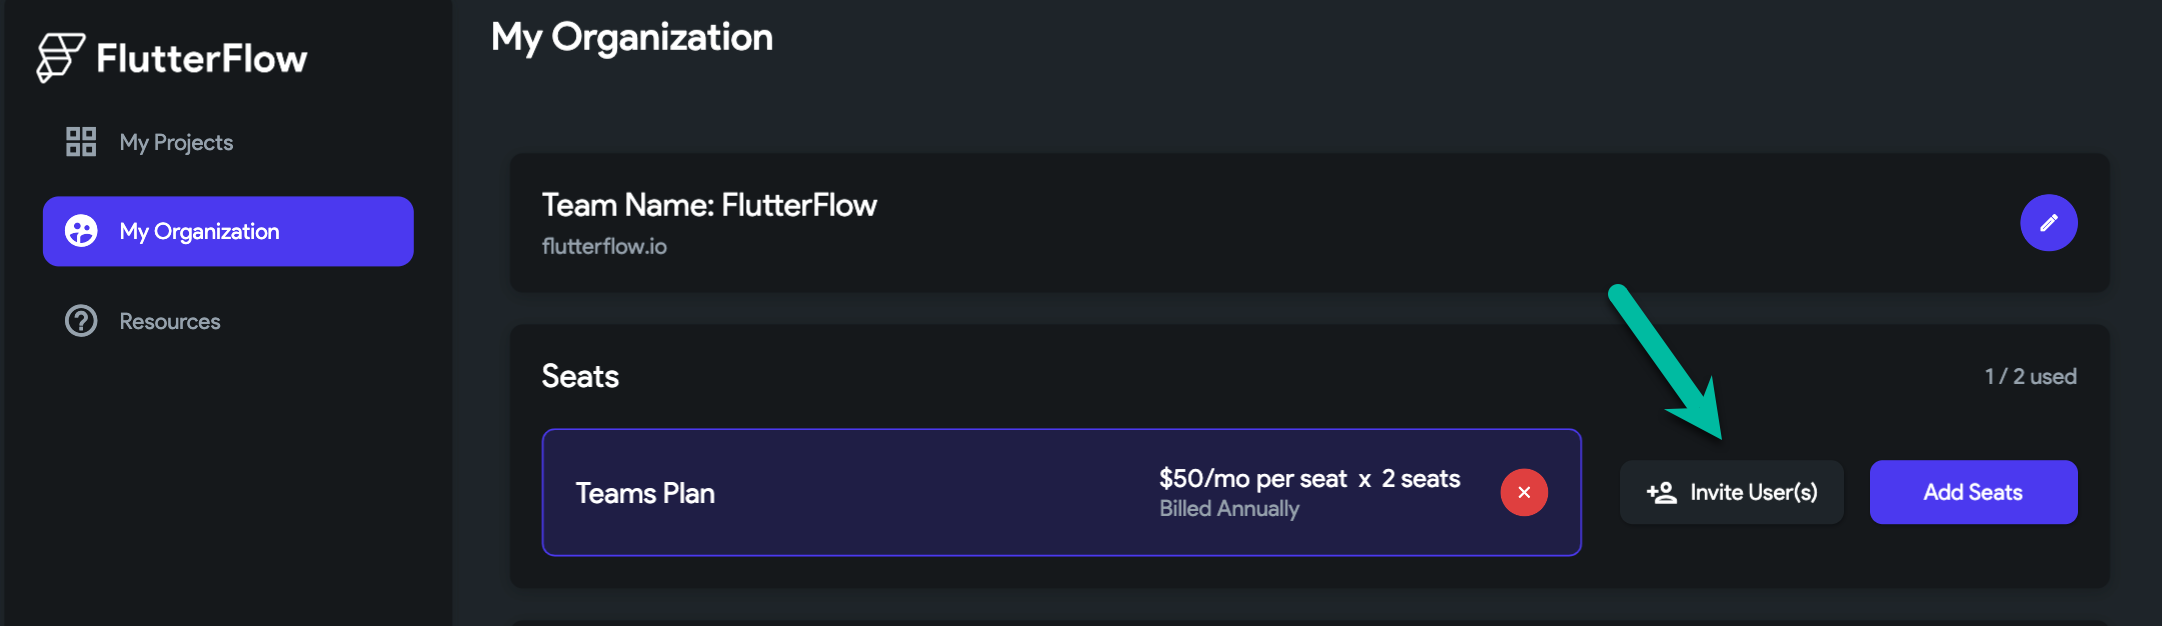 FlutterFlow
My Projects
My Organization
Resources
My Organization
Team Name: FlutterFlow
flutterflow.io
Seats
1 / 2 used
Teams Plan
$50/mo per seat x 2 seats
Billed Annually
Invite User(s)
Add Seats